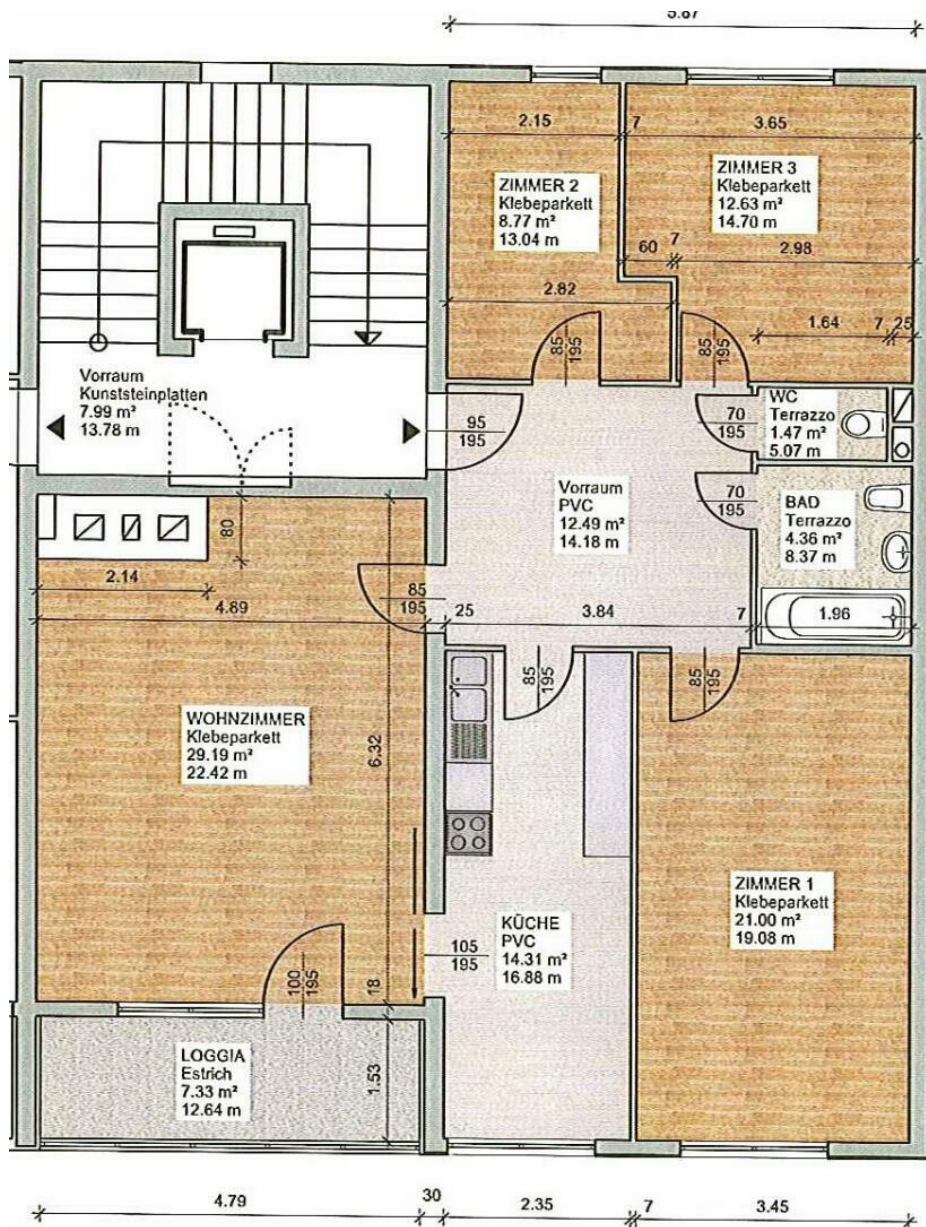 5.87
2.15
7
3.65
ZIMMER 2
Klebeparkett
8.77 m²
13.04 m
ZIMMER 3
Klebeparkett
12.63 m²
14.70 m
60
7
2.98
2.82
1.64
7
25
85
195
85
195
Vorraum
Kunststeinplatten
7.99 m²
13.78 m
95
195
70
195
WC
Terrazzo
1.47 m²
5.07 m
Vorraum
PVC
12.49 m²
14.18 m
70
195
BAD
Terrazzo
4.36 m²
8.37 m
80
2.14
4.89
85
195
25
3.84
7
1.96
85
195
85
195
WOHNZIMMER
Klebeparkett
29.19 m²
22.42 m
6.32
ZIMMER 1
Klebeparkett
21.00 m²
19.08 m
KÜCHE
PVC
14.31 m²
16.88 m
105
195
100
195
18
LOGGIA
Estrich
7.33 m²
12.64 m
1.53
4.79
30
2.35
7
3.45